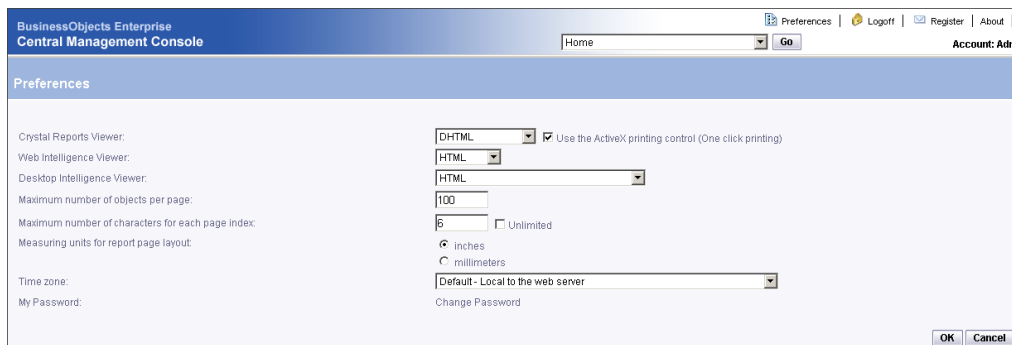 BusinessObjects Enterprise
Central Management Console
Preferences | Logoff | Register | About |
Home Go Account: Adr
Preferences
Crystal Reports Viewer: DHTML Use the ActiveX printing control (One click printing)
Web Intelligence Viewer: HTML
Desktop Intelligence Viewer: HTML
Maximum number of objects per page: 100
Maximum number of characters for each page index: 6 Unlimited
Measuring units for report page layout: inches
millimeters
Time zone: Default - Local to the web server
My Password: Change Password
OK Cancel